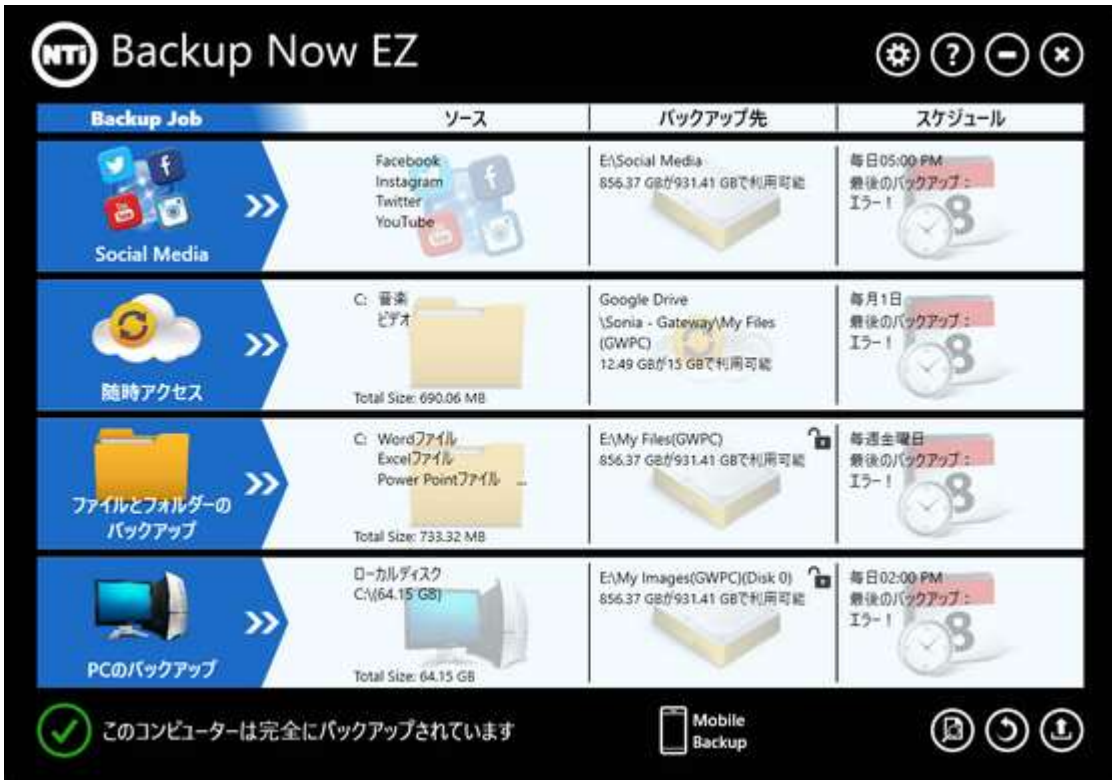 NTI Backup Now EZ
Backup Job
ソース
バックアップ先
スケジュール
Social Media
Facebook
Instagram
Twitter
YouTube
E:\Social Media
856.37 GBが931.41 GBで利用可能
毎日05:00 PM
最後のバックアップ：
エラー！
随時アクセス
C: 音楽
ビデオ
Total Size: 690.06 MB
Google Drive
\Sonia - Gateway\My Files
(GWPC)
12.49 GBが15 GBで利用可能
毎月1日
最後のバックアップ：
エラー！
ファイルとフォルダーの
バックアップ
C: Wordファイル
Excelファイル
Power Pointファイル ...
Total Size: 733.32 MB
E:\My Files(GWPC)
856.37 GBが931.41 GBで利用可能
毎週金曜日
最後のバックアップ：
エラー！
PCのバックアップ
ローカルディスク
C:\(64.15 GB)
Total Size: 64.15 GB
E:\My Images(GWPC)(Disk 0)
856.37 GBが931.41 GBで利用可能
毎日02:00 PM
最後のバックアップ：
エラー！
このコンピューターは完全にバックアップされています
Mobile
Backup